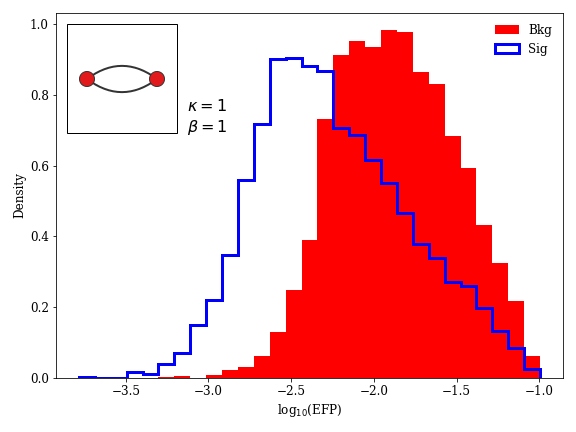 Bkg
Sig
κ = 1
β = 1
Density
1.0
0.8
0.6
0.4
0.2
0.0
−3.5 −3.0 −2.5 −2.0 −1.5 −1.0
log₁₀(EFP)